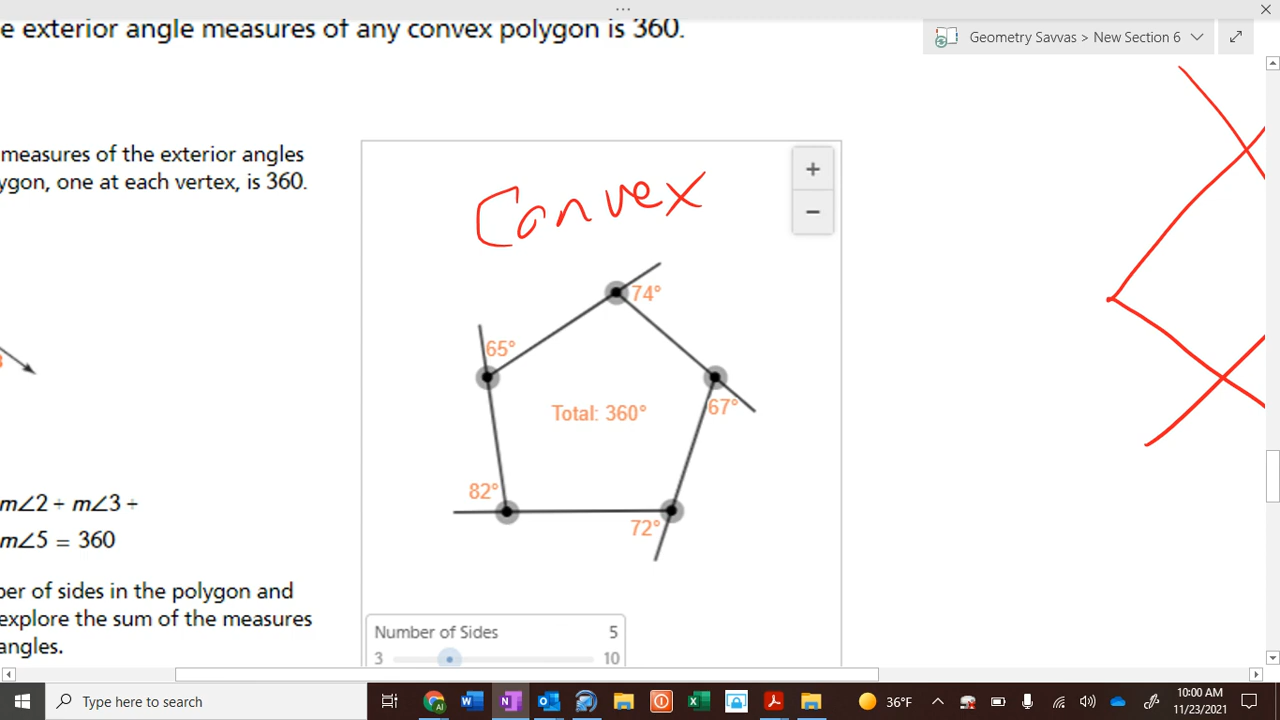 e exterior angle measures of any convex polygon is 360.
Geometry Savvas > New Section 6
measures of the exterior angles
ygon, one at each vertex, is 360.
+
−
Convex
74°
65°
67°
Total: 360°
82°
72°
m∠2 + m∠3 +
m∠5 = 360
ber of sides in the polygon and
explore the sum of the measures
angles.
Number of Sides 5
3 10
Type here to search
AI
36°F
10:00 AM
11/23/2021